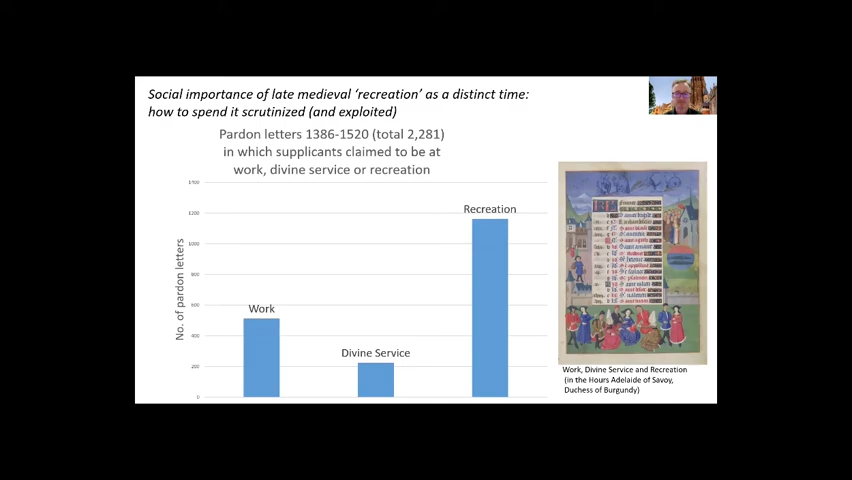 Social importance of late medieval ‘recreation’ as a distinct time:
how to spend it scrutinized (and exploited)
Pardon letters 1386-1520 (total 2,281)
in which supplicants claimed to be at
work, divine service or recreation
No. of pardon letters
1400
1200
1000
800
600
400
200
0
Work
Divine Service
Recreation
Work, Divine Service and Recreation
(in the Hours Adelaide of Savoy,
Duchess of Burgundy)